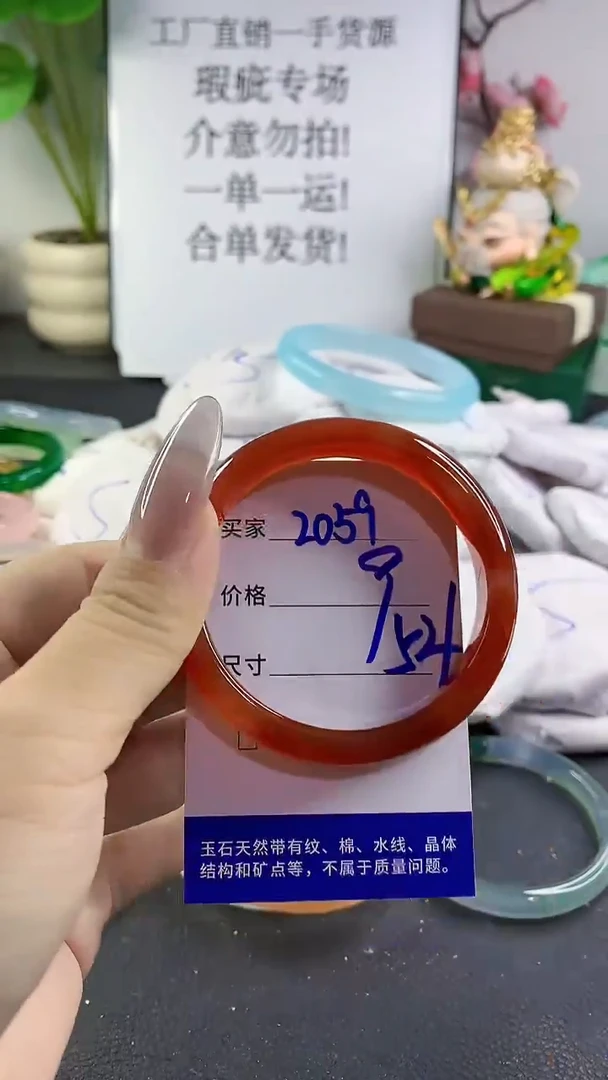 工厂直销一手货源
瑕疵专场
介意勿拍!
一单一运!
合单发货!
买家 2059
价格
尺寸 54
玉石天然带有纹、棉、水线、晶体
结构和矿点等，不属于质量问题。